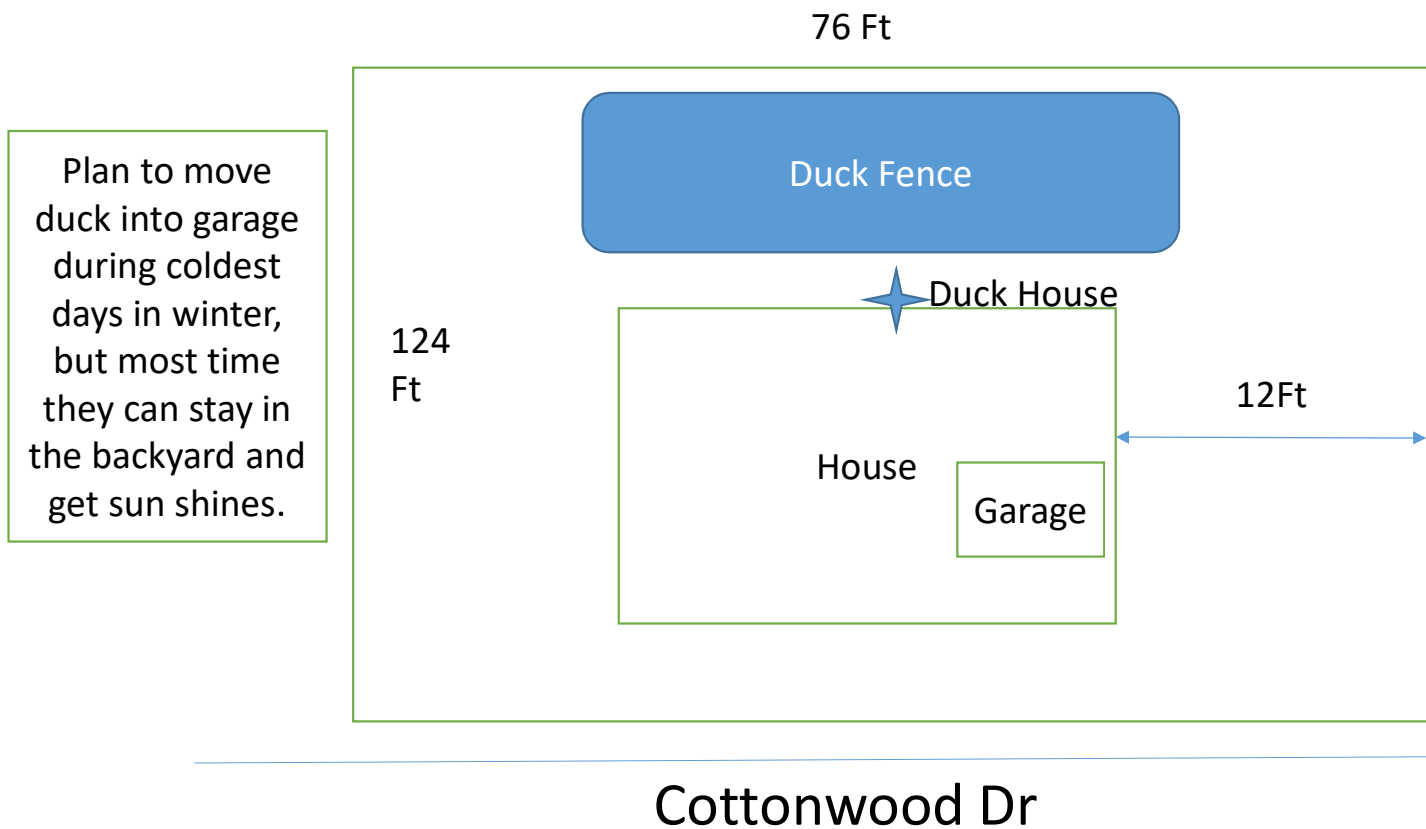 76 Ft
Plan to move
duck into garage
during coldest
days in winter,
but most time
they can stay in
the backyard and
get sun shines.
Duck Fence
Duck House
124
Ft
12Ft
House
Garage
Cottonwood Dr